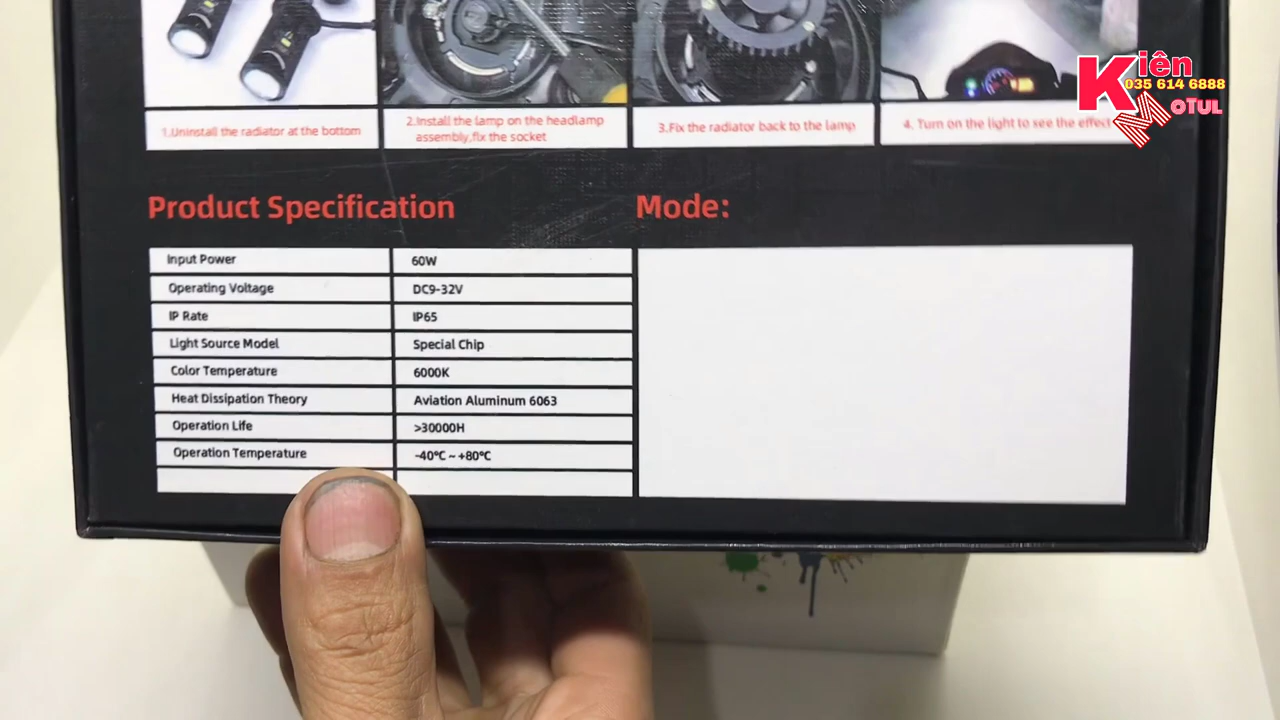 Kiên
035 614 6888
MOTUL
1.Uninstall the radiator at the bottom
2.Install the lamp on the headlamp
assembly,fix the socket
3.Fix the radiator back to the lamp
4. Turn on the light to see the effect
Product Specification
Mode:
Input Power 60W
Operating Voltage DC9-32V
IP Rate IP65
Light Source Model Special Chip
Color Temperature 6000K
Heat Dissipation Theory Aviation Aluminum 6063
Operation Life >30000H
Operation Temperature -40℃ ~ +80℃